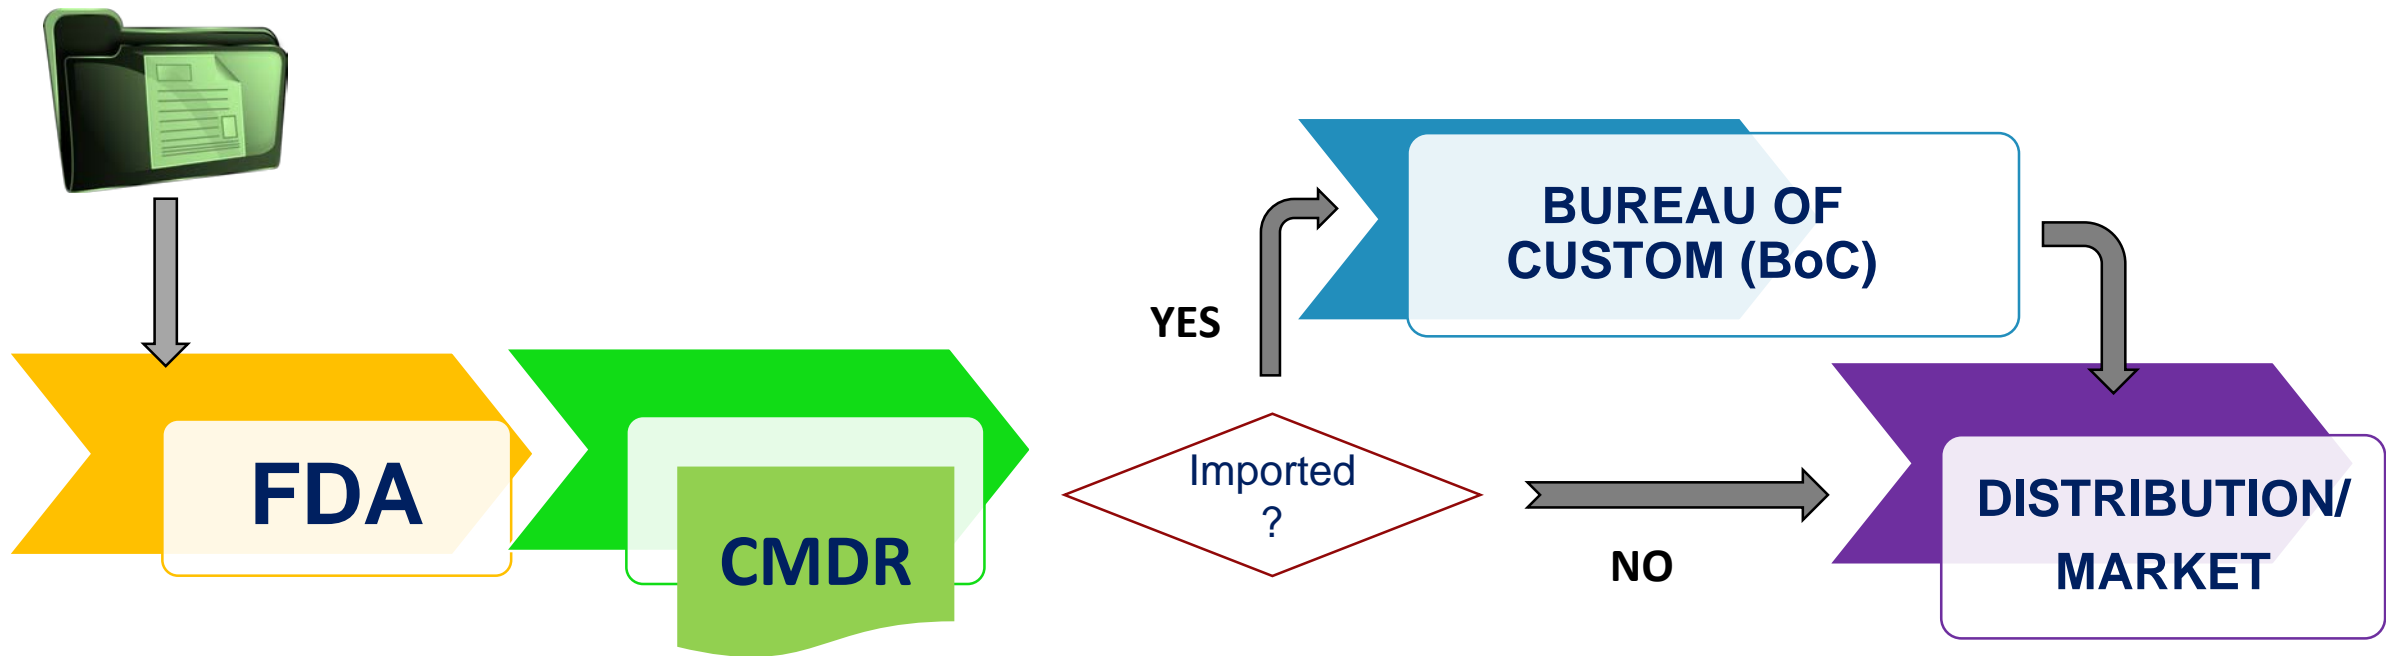 FDA
CMDR
Imported
?
YES
BUREAU OF
CUSTOM (BoC)
NO
DISTRIBUTION/
MARKET